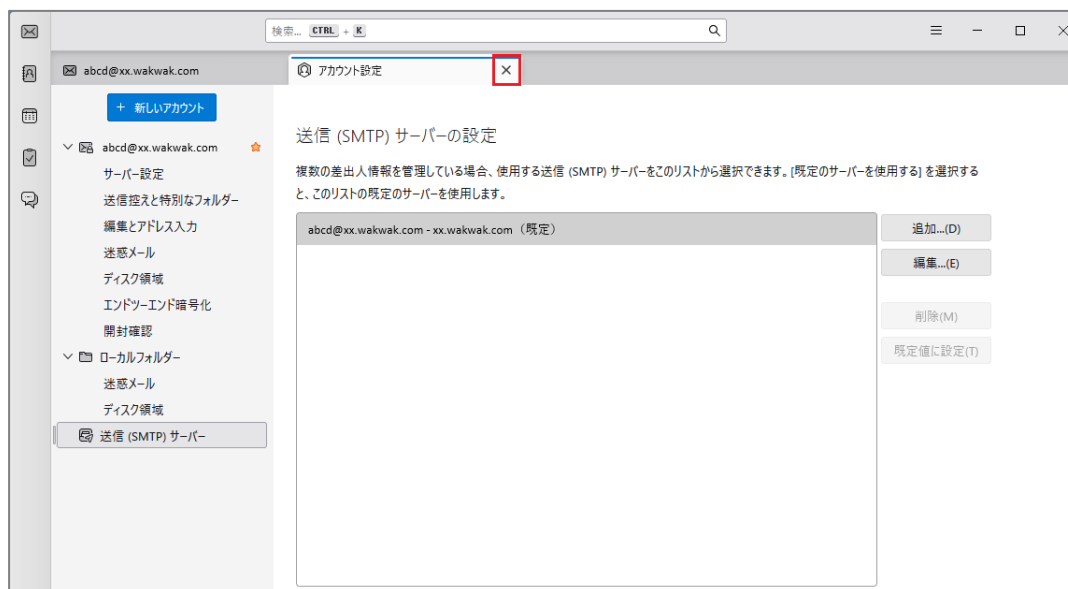 検索... CTRL + K
abcd@xx.wakwak.com
アカウント設定
+ 新しいアカウント
abcd@xx.wakwak.com
サーバー設定
送信控えと特別なフォルダー
編集とアドレス入力
迷惑メール
ディスク領域
エンドツーエンド暗号化
開封確認
ローカルフォルダー
迷惑メール
ディスク領域
送信 (SMTP) サーバー
送信 (SMTP) サーバーの設定
複数の差出人情報を管理している場合、使用する送信 (SMTP) サーバーをこのリストから選択できます。[既定のサーバーを使用する] を選択する
と、このリストの既定のサーバーを使用します。
abcd@xx.wakwak.com - xx.wakwak.com（既定）
追加...(D)
編集...(E)
削除(M)
既定値に設定(T)